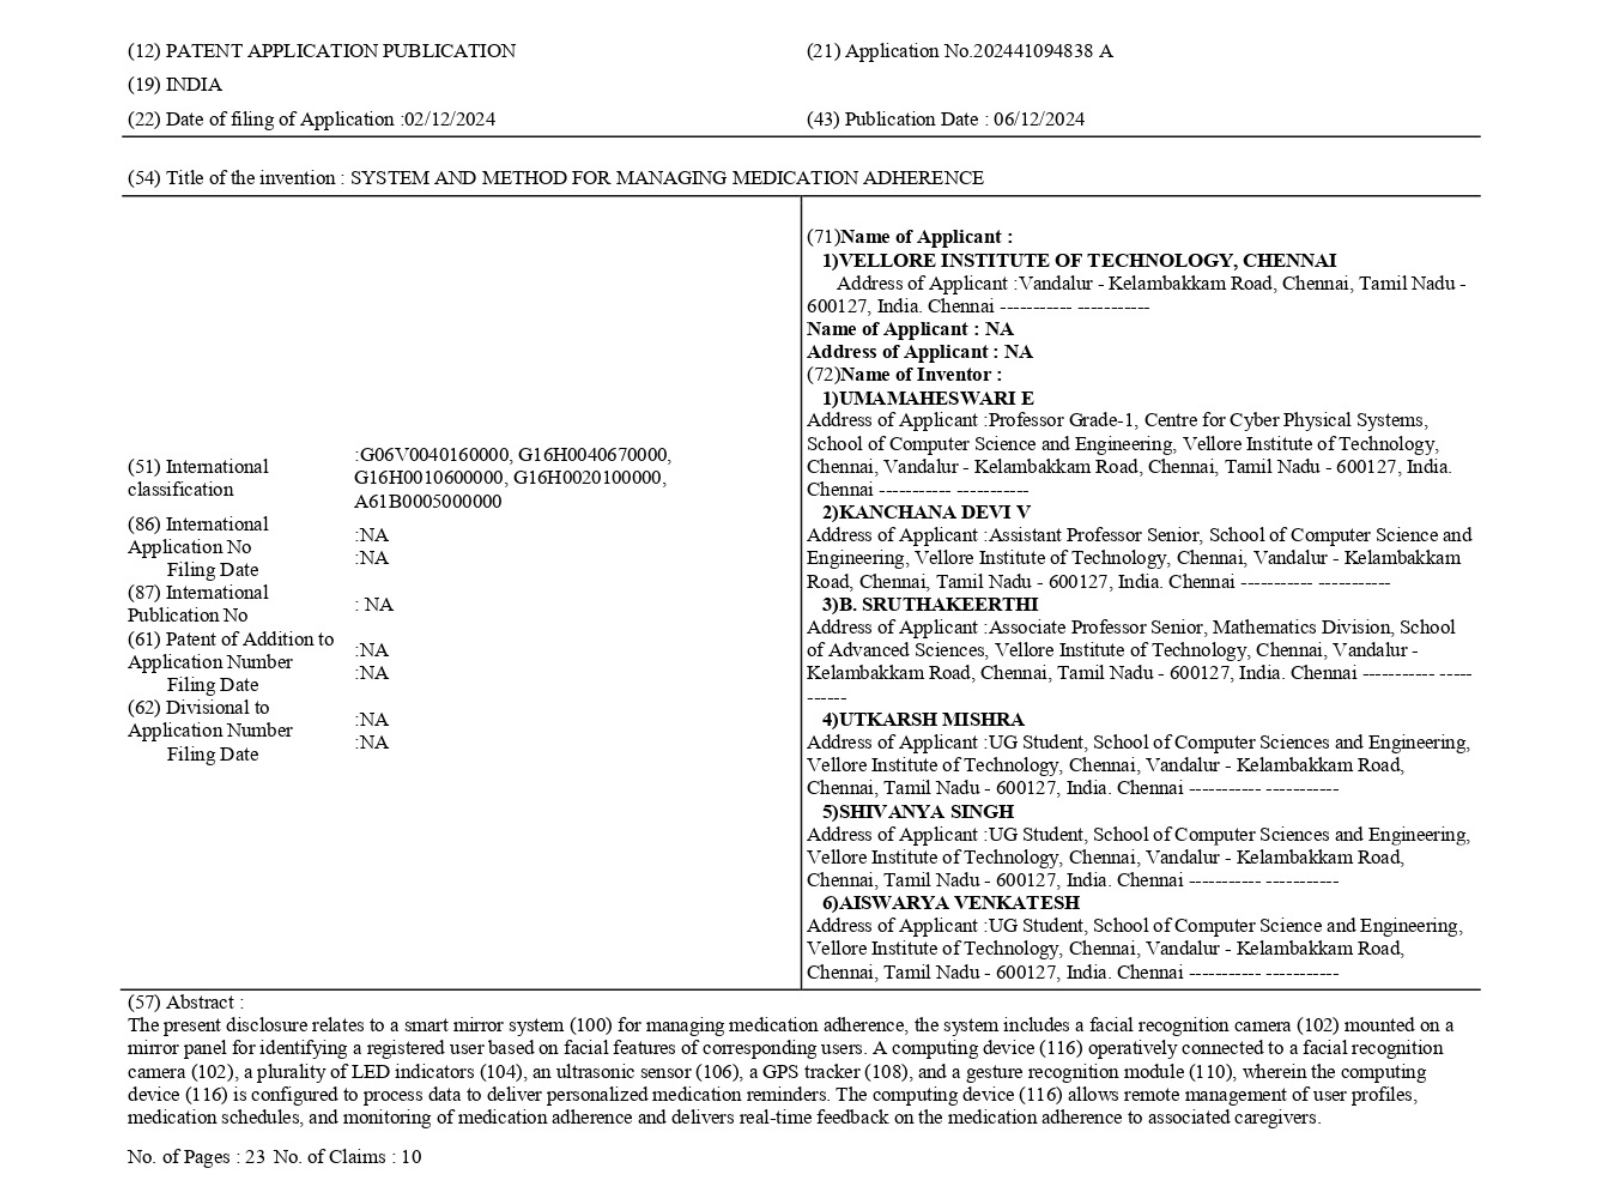 (12) PATENT APPLICATION PUBLICATION
(21) Application No.202441094838 A
(19) INDIA
(22) Date of filing of Application :02/12/2024
(43) Publication Date : 06/12/2024
(54) Title of the invention : SYSTEM AND METHOD FOR MANAGING MEDICATION ADHERENCE
(51) International
classification
:G06V0040160000, G16H0040670000,
G16H0010600000, G16H0020100000,
A61B0005000000
(86) International
Application No
Filing Date
:NA
:NA
(87) International
Publication No
: NA
(61) Patent of Addition to
Application Number
Filing Date
:NA
:NA
(62) Divisional to
Application Number
Filing Date
:NA
:NA
(71)Name of Applicant :
1)VELLORE INSTITUTE OF TECHNOLOGY, CHENNAI
Address of Applicant :Vandalur - Kelambakkam Road, Chennai, Tamil Nadu -
600127, India. Chennai ----------- -----------
Name of Applicant : NA
Address of Applicant : NA
(72)Name of Inventor :
1)UMAMAHESWARI E
Address of Applicant :Professor Grade-1, Centre for Cyber Physical Systems,
School of Computer Science and Engineering, Vellore Institute of Technology,
Chennai, Vandalur - Kelambakkam Road, Chennai, Tamil Nadu - 600127, India.
Chennai ----------- -----------
2)KANCHANA DEVI V
Address of Applicant :Assistant Professor Senior, School of Computer Science and
Engineering, Vellore Institute of Technology, Chennai, Vandalur - Kelambakkam
Road, Chennai, Tamil Nadu - 600127, India. Chennai ----------- -----------
3)B. SRUTHAKEERTHI
Address of Applicant :Associate Professor Senior, Mathematics Division, School
of Advanced Sciences, Vellore Institute of Technology, Chennai, Vandalur -
Kelambakkam Road, Chennai, Tamil Nadu - 600127, India. Chennai ----------- -----
------
4)UTKARSH MISHRA
Address of Applicant :UG Student, School of Computer Sciences and Engineering,
Vellore Institute of Technology, Chennai, Vandalur - Kelambakkam Road,
Chennai, Tamil Nadu - 600127, India. Chennai ----------- -----------
5)SHIVANYA SINGH
Address of Applicant :UG Student, School of Computer Sciences and Engineering,
Vellore Institute of Technology, Chennai, Vandalur - Kelambakkam Road,
Chennai, Tamil Nadu - 600127, India. Chennai ----------- -----------
6)AISWARYA VENKATESH
Address of Applicant :UG Student, School of Computer Science and Engineering,
Vellore Institute of Technology, Chennai, Vandalur - Kelambakkam Road,
Chennai, Tamil Nadu - 600127, India. Chennai ----------- -----------
(57) Abstract :
The present disclosure relates to a smart mirror system (100) for managing medication adherence, the system includes a facial recognition camera (102) mounted on a
mirror panel for identifying a registered user based on facial features of corresponding users. A computing device (116) operatively connected to a facial recognition
camera (102), a plurality of LED indicators (104), an ultrasonic sensor (106), a GPS tracker (108), and a gesture recognition module (110), wherein the computing
device (116) is configured to process data to deliver personalized medication reminders. The computing device (116) allows remote management of user profiles,
medication schedules, and monitoring of medication adherence and delivers real-time feedback on the medication adherence to associated caregivers.
No. of Pages : 23 No. of Claims : 10